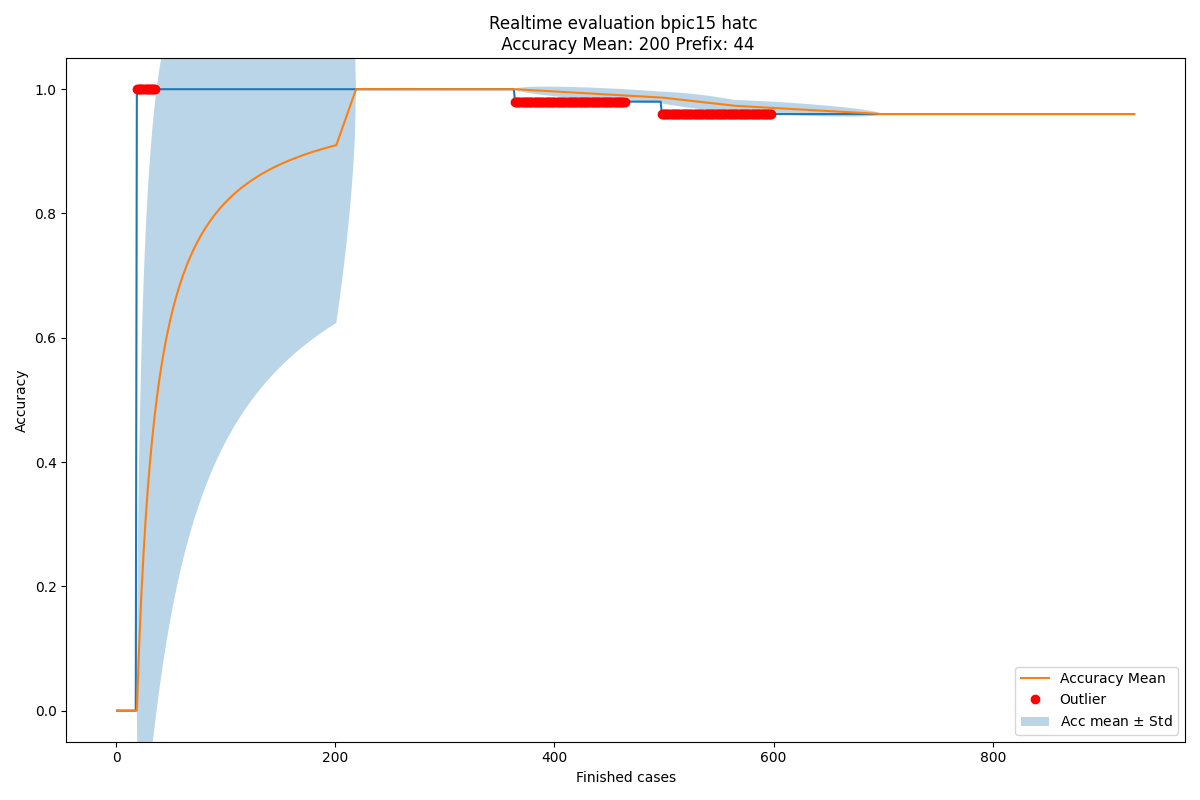 Realtime evaluation bpic15 hatc
Accuracy Mean: 200 Prefix: 44
1.0
0.8
0.6
0.4
0.2
0.0
Accuracy
0 200 400 600 800
Finished cases
Accuracy Mean
Outlier
Acc mean ± Std